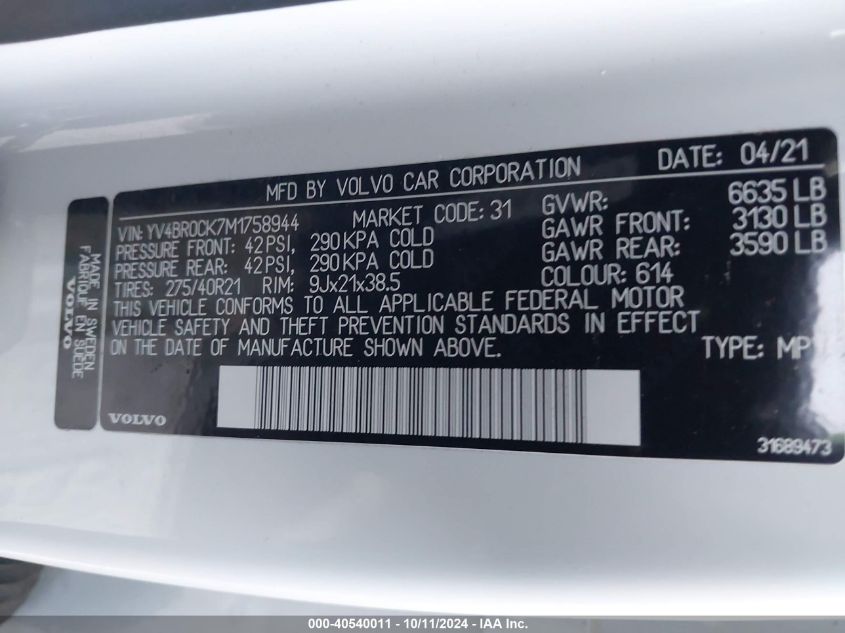 MFD BY VOLVO CAR CORPORATION DATE: 04/21
VIN: YV4BR0CK7M1758944 MARKET CODE: 31 GVWR: 6635 LB
PRESSURE FRONT: 42PSI, 290KPA COLD GAWR FRONT: 3130 LB
PRESSURE REAR: 42PSI, 290KPA COLD GAWR REAR: 3590 LB
TIRES: 275/40R21 RIM: 9Jx21x38.5 COLOUR: 614
THIS VEHICLE CONFORMS TO ALL APPLICABLE FEDERAL MOTOR
VEHICLE SAFETY AND THEFT PREVENTION STANDARDS IN EFFECT
ON THE DATE OF MANUFACTURE SHOWN ABOVE. TYPE: MP
MADE IN SWEDEN
FABRIQUÉ EN SUÈDE
VOLVO
VOLVO
31689473
000-40540011 - 10/11/2024 - IAA Inc.